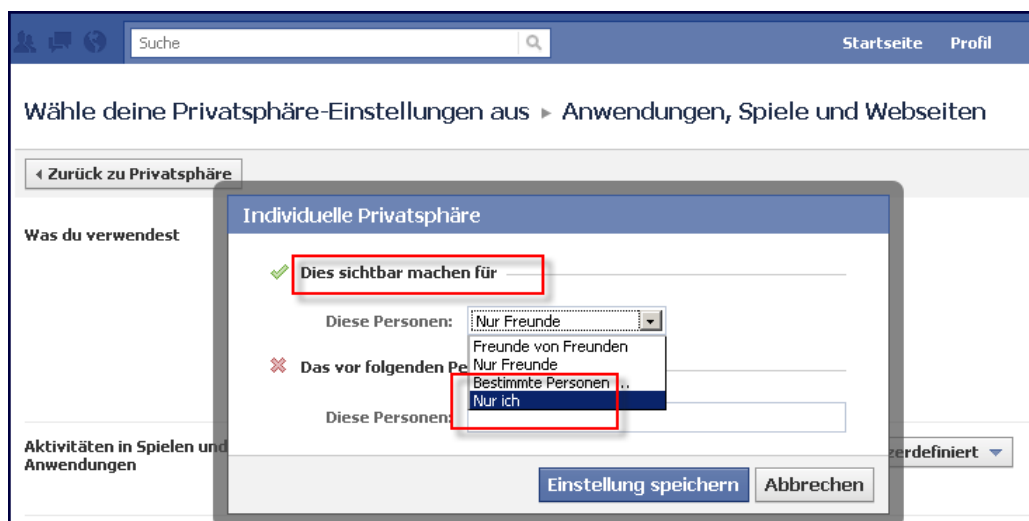 Suche
Startseite Profil
Wähle deine Privatsphäre-Einstellungen aus ▸ Anwendungen, Spiele und Webseiten
Zurück zu Privatsphäre
Individuelle Privatsphäre
Was du verwendest
Dies sichtbar machen für
Diese Personen: Nur Freunde
Freunde von Freunden
Nur Freunde
Das vor folgenden
Bestimmte Personen ...
Nur ich
Diese Personen:
Aktivitäten in Spielen und
Anwendungen
Einstellung speichern Abbrechen